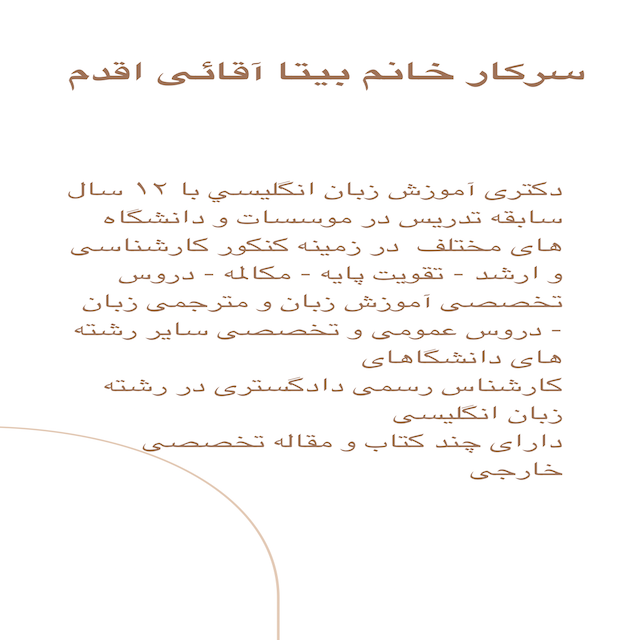 سرکار خانم بیتا آقائی اقدم
دکتری آموزش زبان انگلیسي با ۱۲ سال
سابقه تدریس در موسسات و دانشگاه
های مختلف در زمینه کنکور کارشناسی
و ارشد - تقویت پایه - مکالمه - دروس
تخصصی آموزش زبان و مترجمی زبان
- دروس عمومی و تخصصی سایر رشته
های دانشگاهای
کارشناس رسمی دادگستری در رشته
زبان انگلیسی
دارای چند کتاب و مقاله تخصصی
خارجی